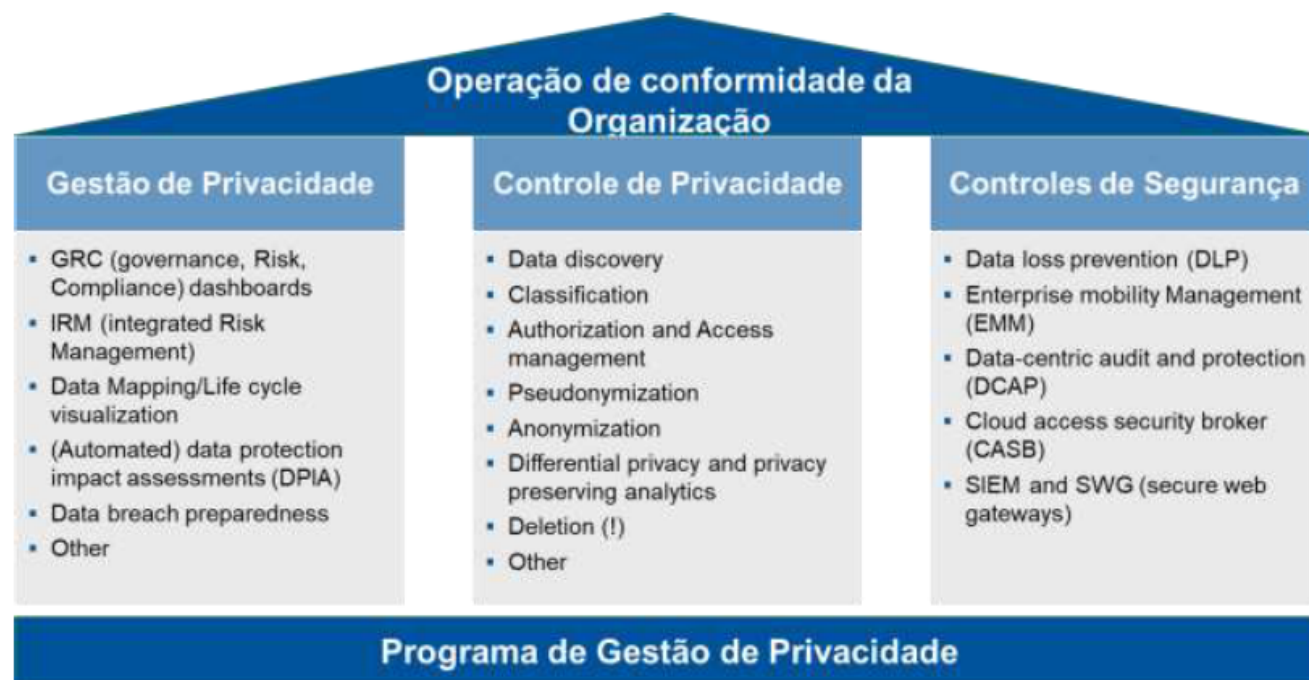 Operação de conformidade da
Organização
Gestão de Privacidade
▪ GRC (governance, Risk,
Compliance) dashboards
▪ IRM (integrated Risk
Management)
▪ Data Mapping/Life cycle
visualization
▪ (Automated) data protection
impact assessments (DPIA)
▪ Data breach preparedness
▪ Other
Controle de Privacidade
▪ Data discovery
▪ Classification
▪ Authorization and Access
management
▪ Pseudonymization
▪ Anonymization
▪ Differential privacy and privacy
preserving analytics
▪ Deletion (!)
▪ Other
Controles de Segurança
▪ Data loss prevention (DLP)
▪ Enterprise mobility Management
(EMM)
▪ Data-centric audit and protection
(DCAP)
▪ Cloud access security broker
(CASB)
▪ SIEM and SWG (secure web
gateways)
Programa de Gestão de Privacidade